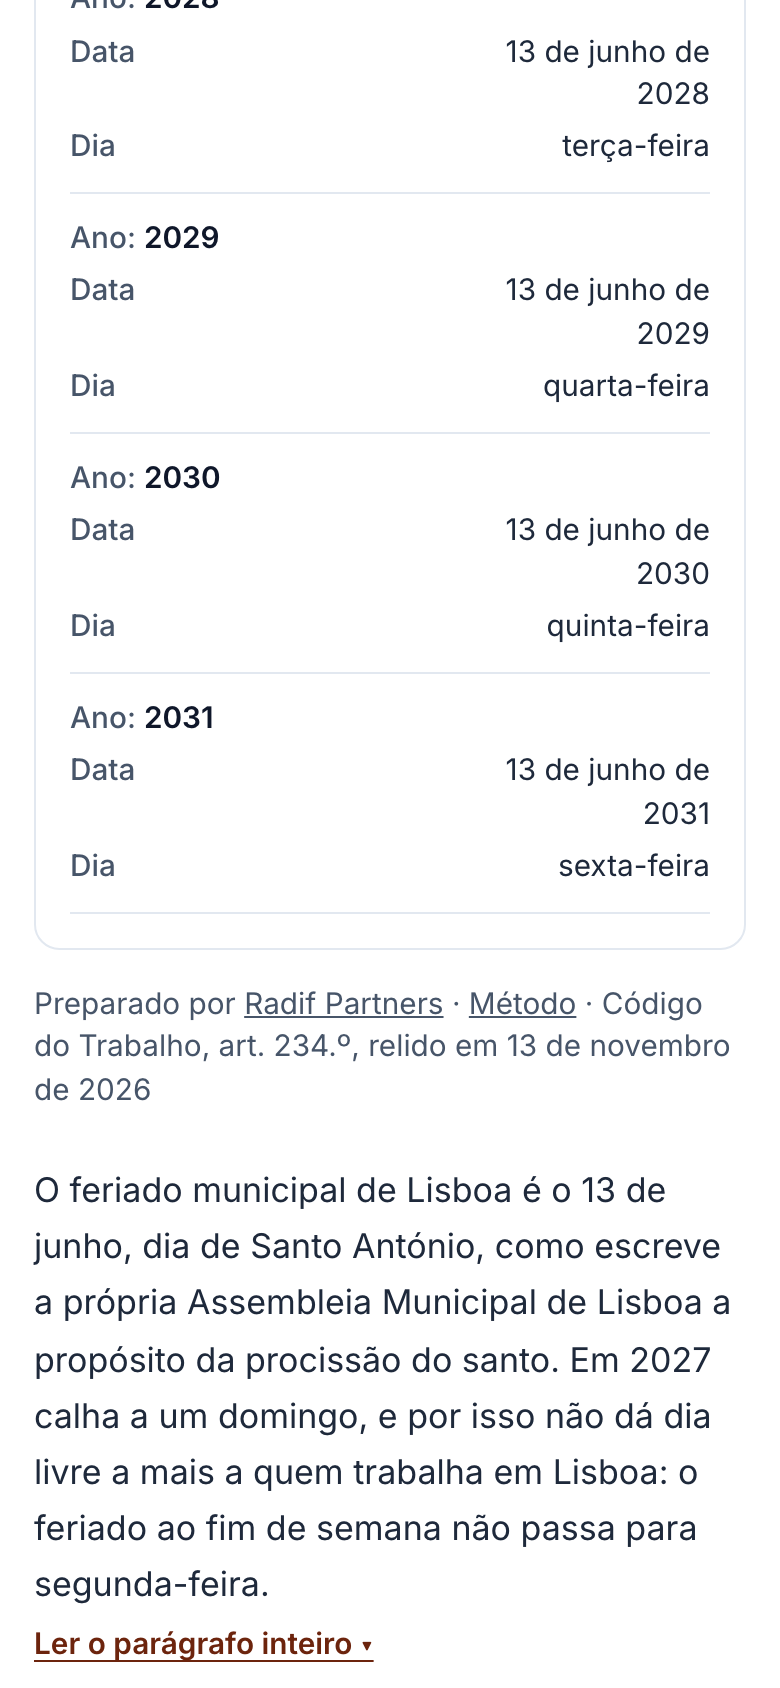 Ano: 2028
Data
13 de junho de
2028
Dia
terça-feira
Ano: 2029
Data
13 de junho de
2029
Dia
quarta-feira
Ano: 2030
Data
13 de junho de
2030
Dia
quinta-feira
Ano: 2031
Data
13 de junho de
2031
Dia
sexta-feira
Preparado por Radif Partners · Método · Código
do Trabalho, art. 234.º, relido em 13 de novembro
de 2026
O feriado municipal de Lisboa é o 13 de
junho, dia de Santo António, como escreve
a própria Assembleia Municipal de Lisboa a
propósito da procissão do santo. Em 2027
calha a um domingo, e por isso não dá dia
livre a mais a quem trabalha em Lisboa: o
feriado ao fim de semana não passa para
segunda-feira.
Ler o parágrafo inteiro ▾